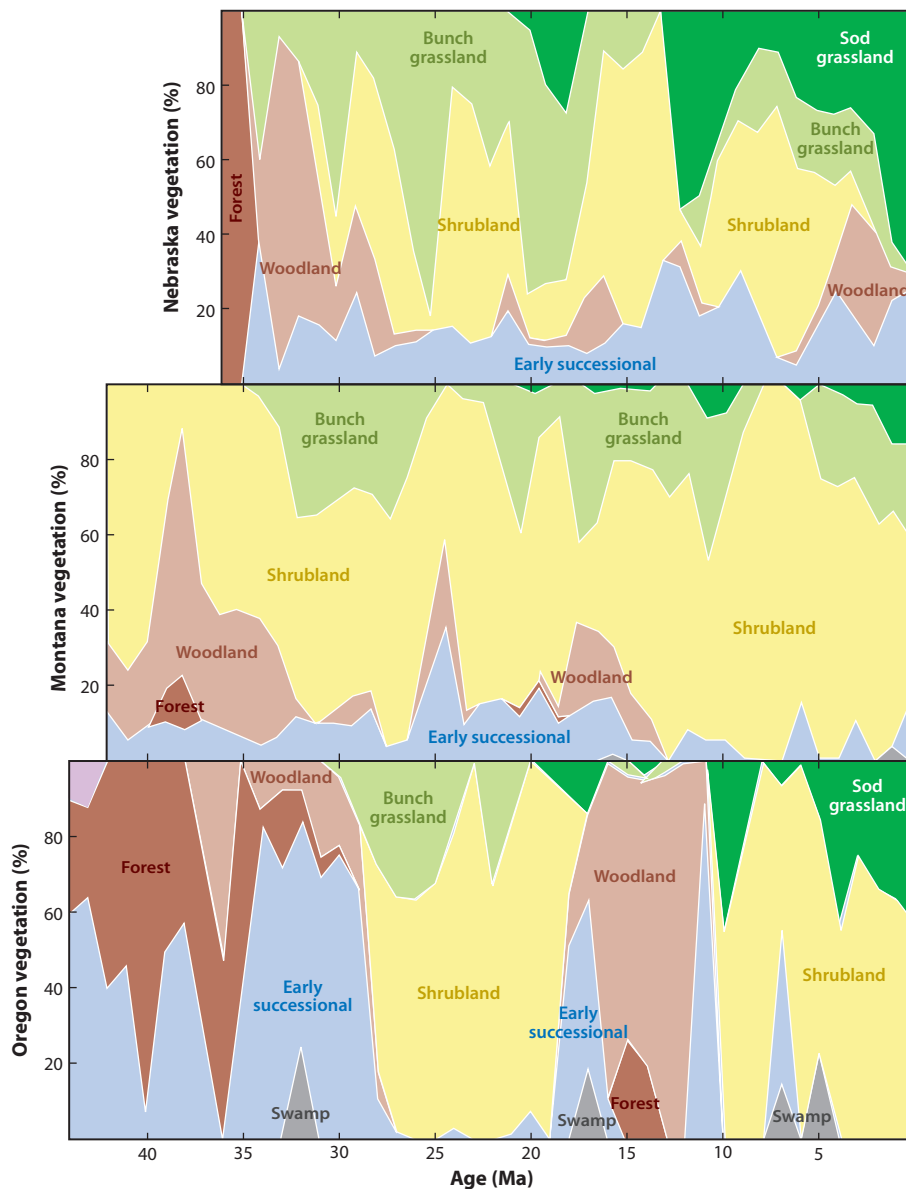 Nebraska vegetation (%)
80
60
40
20
Forest
Woodland
Bunch
grassland
Shrubland
Early successional
Sod
grassland
Bunch
grassland
Shrubland
Woodland
Montana vegetation (%)
80
60
40
20
Bunch
grassland
Bunch
grassland
Shrubland
Woodland
Forest
Woodland
Shrubland
Early successional
Oregon vegetation (%)
80
60
40
20
Woodland
Forest
Bunch
grassland
Early
successional
Shrubland
Swamp
Woodland
Early
successional
Swamp
Forest
Sod
grassland
Shrubland
Swamp
40
35
30
25
20
15
10
5
Age (Ma)